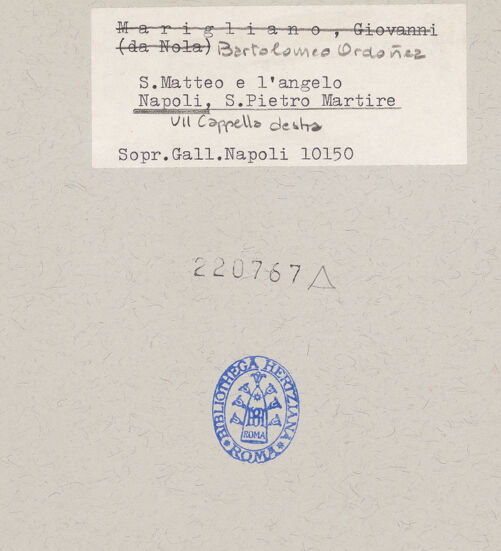 M a r i g l i a n o , Giovanni
(da Nola) Bartolomeo Ordoñez
S.Matteo e l'angelo
Napoli, S.Pietro Martire
VII Cappella destra
Sopr.Gall.Napoli 10150
220767 △
BIBLIOTHECA HERTZIANA
ROMA
ROMA